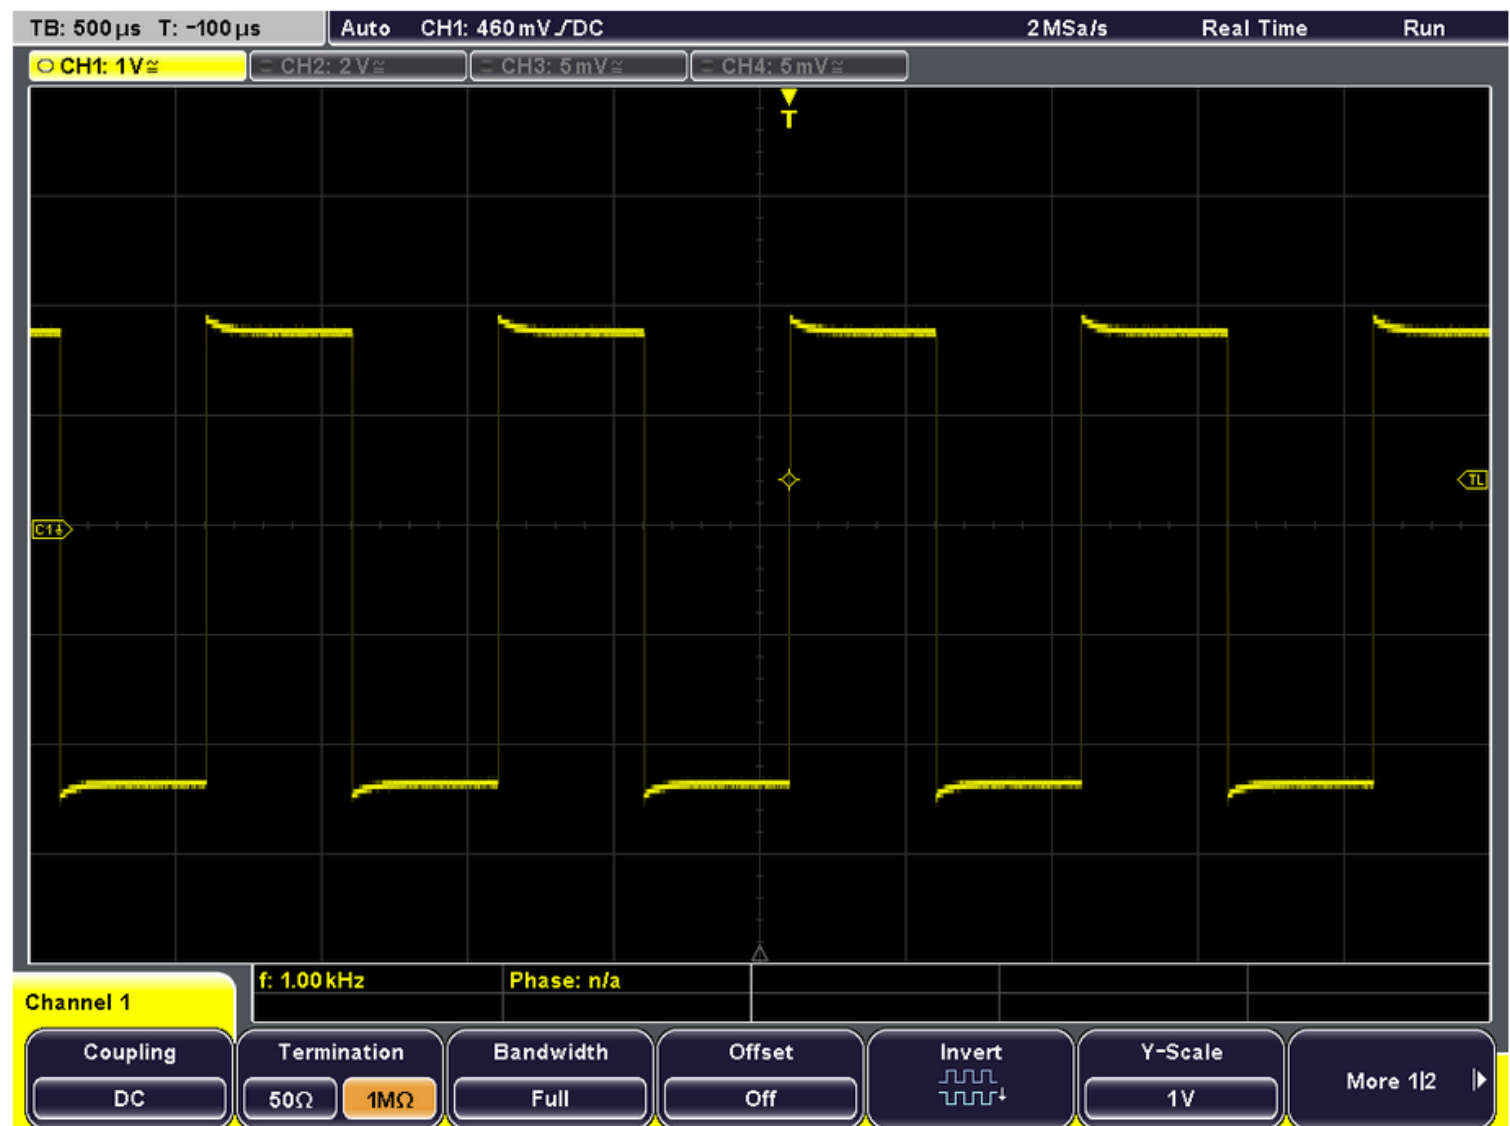 TB: 500 µs T: -100 µs Auto CH1: 460 mV DC 2 MSa/s Real Time Run
CH1: 1 V≅ CH2: 2 V≅ CH3: 5 mV≅ CH4: 5 mV≅
T
TL
C1
f: 1.00 kHz Phase: n/a
Channel 1
Coupling Termination Bandwidth Offset Invert Y-Scale
More 1|2
DC 50Ω 1MΩ Full Off 1 V